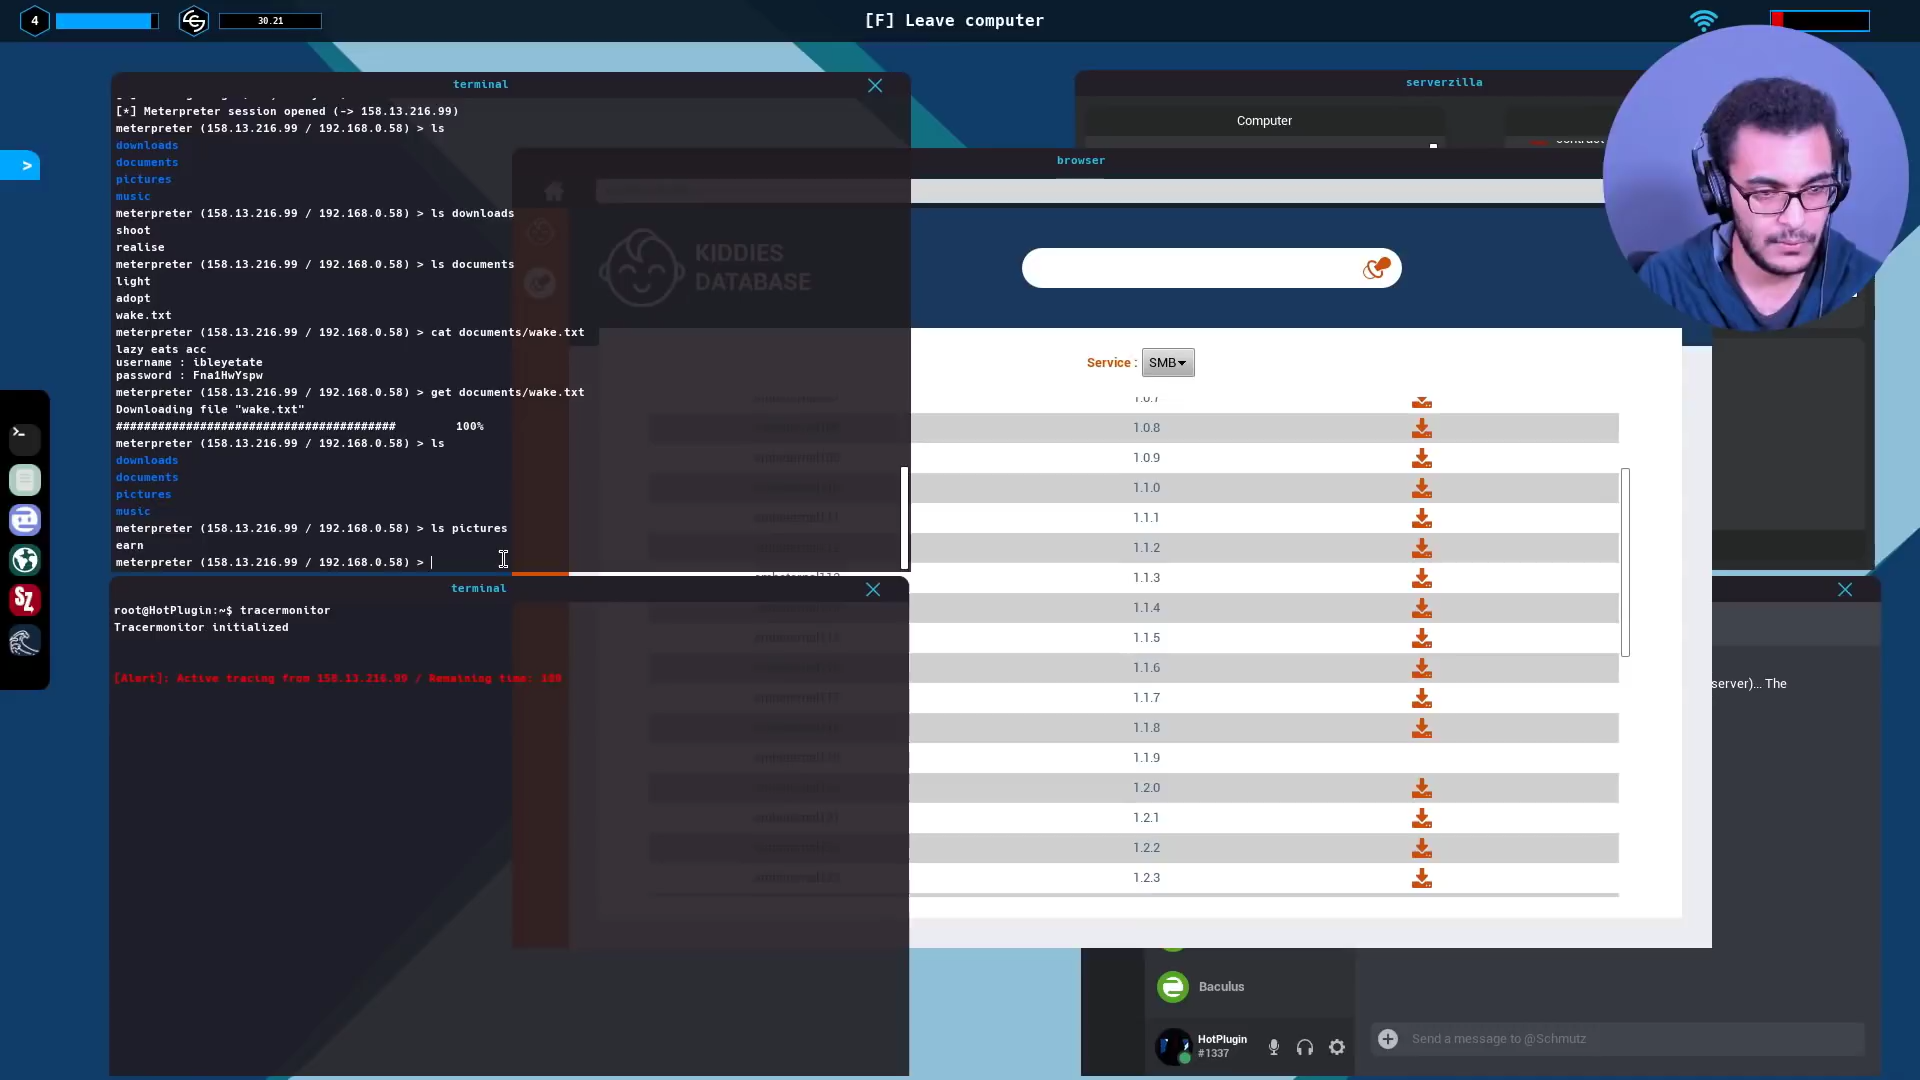 4
30.21
[F] Leave computer
terminal
[*] Meterpreter session opened (-> 158.13.216.99)
meterpreter (158.13.216.99 / 192.168.0.58) > ls
downloads
documents
pictures
music
meterpreter (158.13.216.99 / 192.168.0.58) > ls downloads
shoot
realise
meterpreter (158.13.216.99 / 192.168.0.58) > ls documents
light
adopt
wake.txt
meterpreter (158.13.216.99 / 192.168.0.58) > cat documents/wake.txt
lazy eats acc
username : ibleyetate
password : Fna1HwYspw
meterpreter (158.13.216.99 / 192.168.0.58) > get documents/wake.txt
Downloading file "wake.txt"
######################################## 100%
meterpreter (158.13.216.99 / 192.168.0.58) > ls
downloads
documents
pictures
music
meterpreter (158.13.216.99 / 192.168.0.58) > ls pictures
earn
meterpreter (158.13.216.99 / 192.168.0.58) >
terminal
root@HotPlugin:~$ tracermonitor
Tracermonitor initialized
[Alert]: Active tracing from 158.13.216.99 / Remaining time:
serverzilla
Computer
browser
KIDDIES
DATABASE
Service : SMB
1.0.7
1.0.8
1.0.9
1.1.0
1.1.1
1.1.2
1.1.3
1.1.4
1.1.5
1.1.6
1.1.7
1.1.8
1.1.9
1.2.0
1.2.1
1.2.2
1.2.3
server)... The
Baculus
HotPlugin
#1337
Send a message to @Schmutz
>
SZ